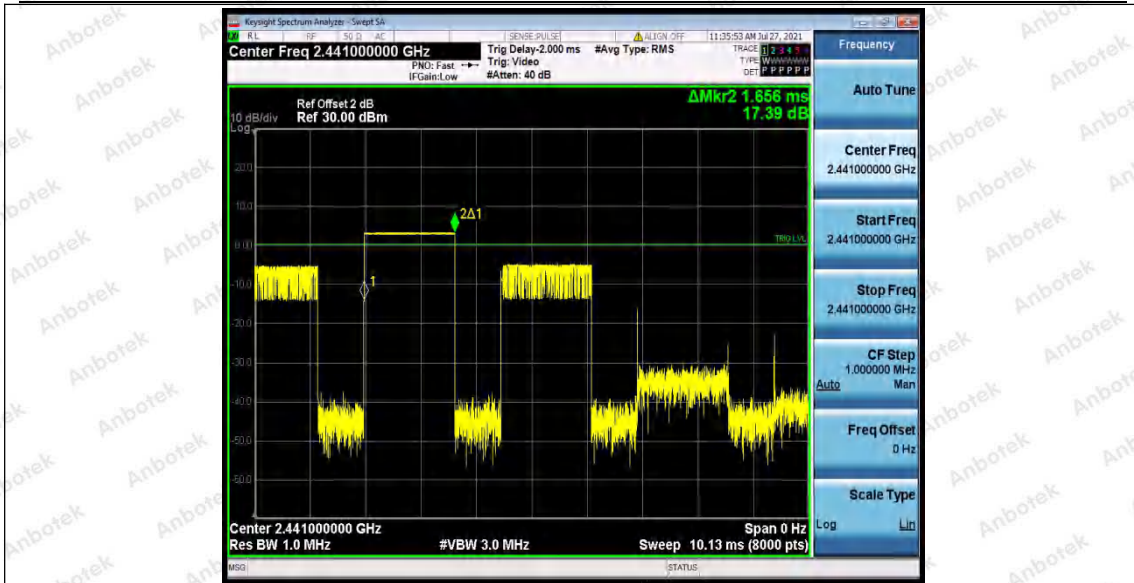 Keysight Spectrum Analyzer - Swept SA
RL RF 50 Ω AC SENSE:PULSE ALIGN OFF 11:35:53 AM Jul 27, 2021
Center Freq 2.441000000 GHz
PNO: Fast
IFGain:Low
Trig Delay-2.000 ms
Trig: Video
#Atten: 40 dB
#Avg Type: RMS
TRACE 1 2 3 4 5 6
TYPE WWWWWW
DET P P P P P P
Frequency
Auto Tune
Center Freq
2.441000000 GHz
Start Freq
2.441000000 GHz
Stop Freq
2.441000000 GHz
CF Step
1.000000 MHz
Auto Man
Freq Offset
0 Hz
Scale Type
Log Lin
ΔMkr2 1.656 ms
17.39 dB
Ref Offset 2 dB
10 dB/div Ref 30.00 dBm
Log
20.0
10.0
0.00
-10.0
-20.0
-30.0
-40.0
-50.0
-60.0
2Δ1
1
TRIG LVL
Center 2.441000000 GHz Span 0 Hz
Res BW 1.0 MHz #VBW 3.0 MHz Sweep 10.13 ms (8000 pts)
MSG STATUS
Anbotek